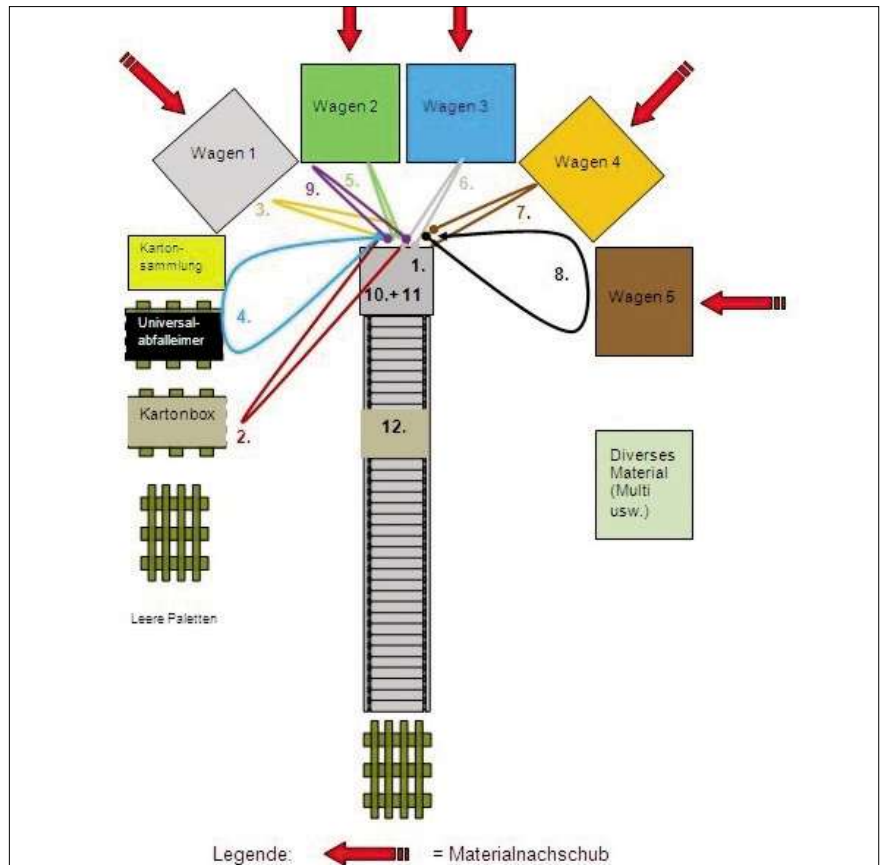 Wagen 2
Wagen 3
Wagen 1
Wagen 4
9.
5.
6.
3.
7.
Karton-
sammlung
1.
8.
10.+ 11
Wagen 5
4.
Universal-
abfalleimer
Kartonbox
2.
12.
Diverses
Material
(Multi
usw.)
Leere Paletten
Legende:
= Materialnachschub